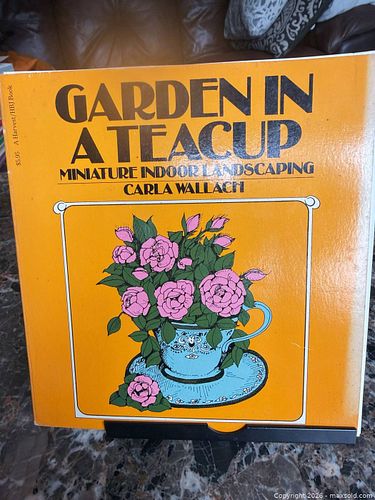 GARDEN IN
A TEACUP
MINIATURE INDOOR LANDSCAPING
CARLA WALLACH
$5.95 A Harvest/HBJ Book
Copyright 2026 - maxsold.com